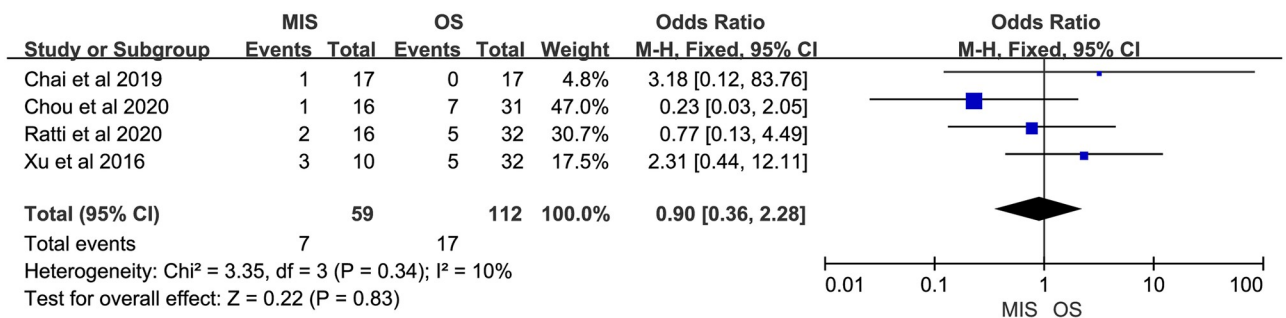 MIS OS Odds Ratio Odds Ratio
Study or Subgroup Events Total Events Total Weight M-H, Fixed, 95% CI M-H, Fixed, 95% CI
Chai et al 2019 1 17 0 17 4.8% 3.18 [0.12, 83.76]
Chou et al 2020 1 16 7 31 47.0% 0.23 [0.03, 2.05]
Ratti et al 2020 2 16 5 32 30.7% 0.77 [0.13, 4.49]
Xu et al 2016 3 10 5 32 17.5% 2.31 [0.44, 12.11]
Total (95% CI) 59 112 100.0% 0.90 [0.36, 2.28]
Total events 7 17
Heterogeneity: Chi² = 3.35, df = 3 (P = 0.34); I² = 10%
Test for overall effect: Z = 0.22 (P = 0.83)
0.01 0.1 1 10 100
MIS OS